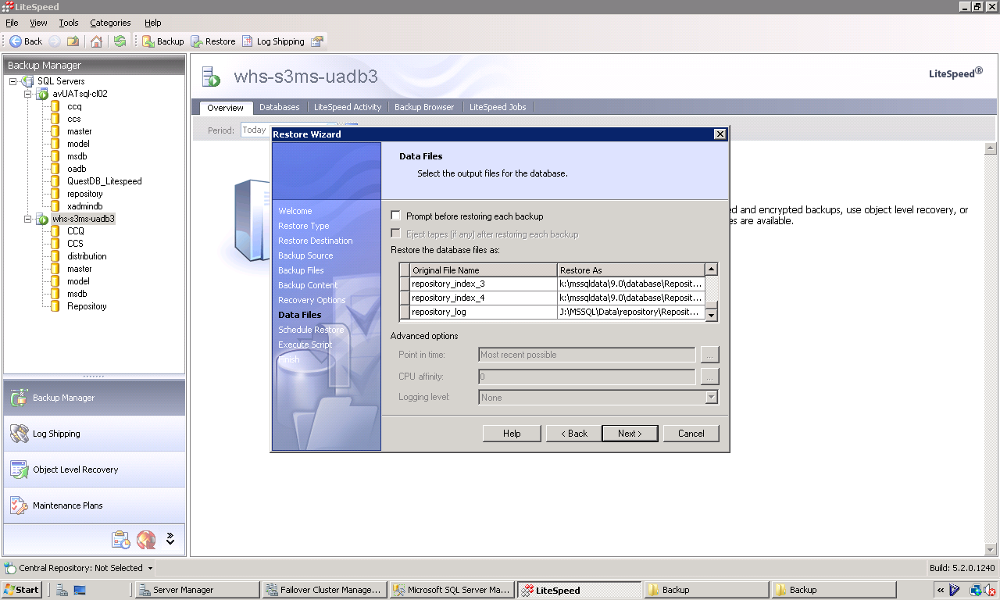 LiteSpeed
File View Tools Categories Help
Back Backup Restore Log Shipping
Backup Manager
SQL Servers
avUATsql-cl02
ccq
ccs
master
model
msdb
oadb
QuestDB_Litespeed
repository
xadmindb
whs-s3ms-uadb3
CCQ
CCS
distribution
master
model
msdb
Repository
Backup Manager
Log Shipping
Object Level Recovery
Maintenance Plans
whs-s3ms-uadb3
LiteSpeed®
Overview Databases LiteSpeed Activity Backup Browser LiteSpeed Jobs
Period: Today
ed and encrypted backups, use object level recovery, or
es are available.
Restore Wizard
Data Files
Select the output files for the database.
Welcome
Restore Type
Restore Destination
Backup Source
Backup Files
Backup Content
Recovery Options
Data Files
Schedule Restore
Execute Script
Finish
Prompt before restoring each backup
Eject tapes (if any) after restoring each backup
Restore the database files as:
Original File Name Restore As
repository_index_3 k:\mssqldata\9.0\database\Reposit...
repository_index_4 k:\mssqldata\9.0\database\Reposit...
repository_log J:\MSSQL\Data\repository\Reposit...
Advanced options
Point in time: Most recent possible ...
CPU affinity: 0 ...
Logging level: None
Help < Back Next > Cancel
Central Repository: Not Selected
Build: 5.2.0.1240
Start Server Manager Failover Cluster Manage... Microsoft SQL Server Ma... LiteSpeed Backup Backup